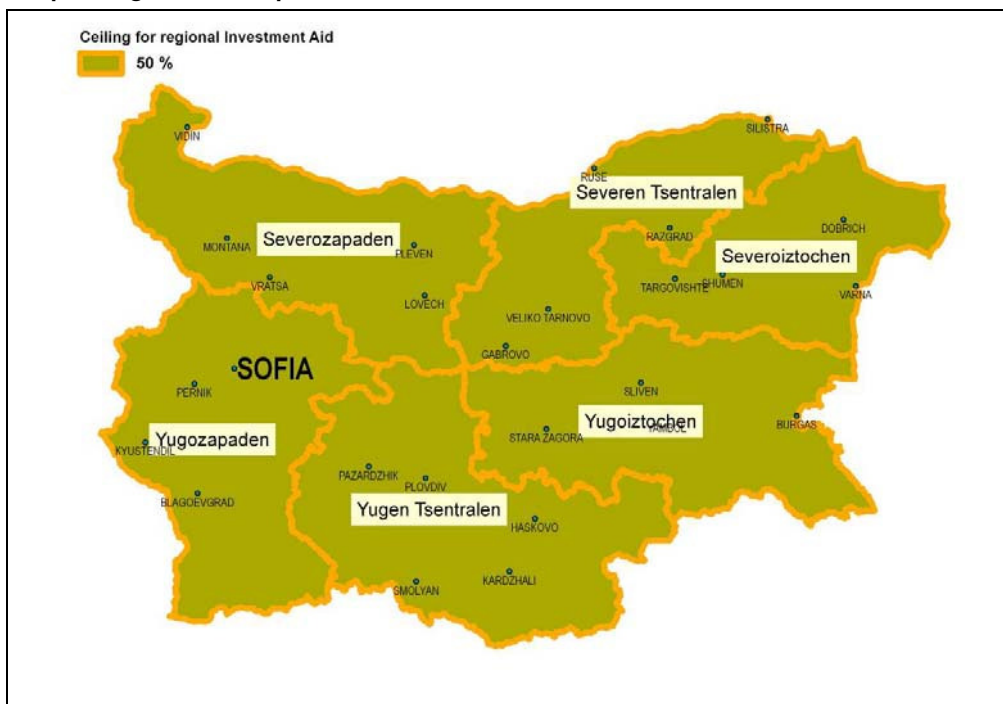 Ceiling for regional Investment Aid
50 %
SILISTRA
VIDIN
RUSE
Severen Tsentralen
DOBRICH
RAZGRAD
Severozapaden
MONTANA
PLEVEN
Severoiztochen
VRATSA
TARGOVISHTE
SHUMEN
VARNA
LOVECH
VELIKO TARNOVO
GABROVO
SOFIA
PERNIK
SLIVEN
Yugoiztochen
BURGAS
YAMBOL
STARA ZAGORA
Yugozapaden
KYUSTENDIL
PAZARDZHIK
PLOVDIV
BLAGOEVGRAD
Yugen Tsentralen
HASKOVO
KARDZHALI
SMOLYAN